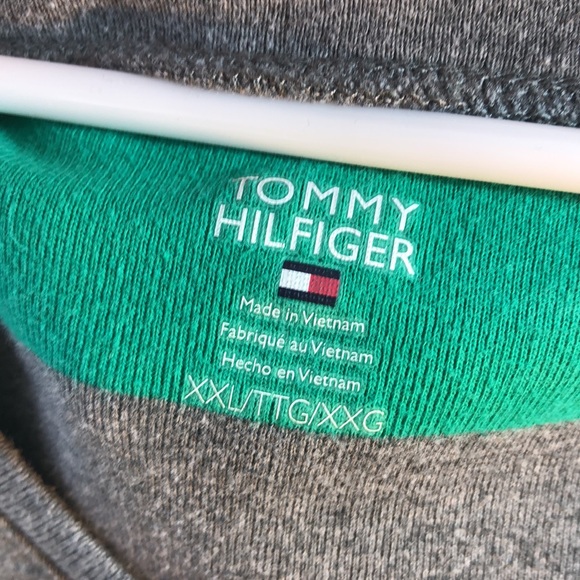 TOMMY
HILFIGER
Made in Vietnam
Fabriqué au Vietnam
Hecho en Vietnam
XXL/TTG/XXG